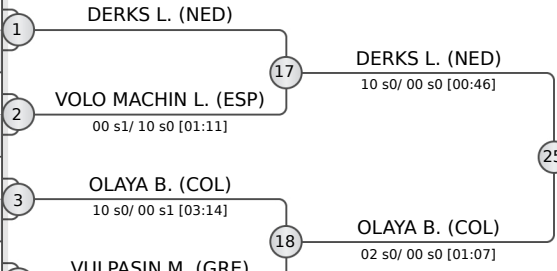 DERKS L. (NED)
1
17
DERKS L. (NED)
10 s0/ 00 s0 [00:46]
VOLO MACHIN L. (ESP)
2
00 s1/ 10 s0 [01:11]
25
OLAYA B. (COL)
3
10 s0/ 00 s1 [03:14]
18
OLAYA B. (COL)
02 s0/ 00 s0 [01:07]
VULPASIN M. (GRE)